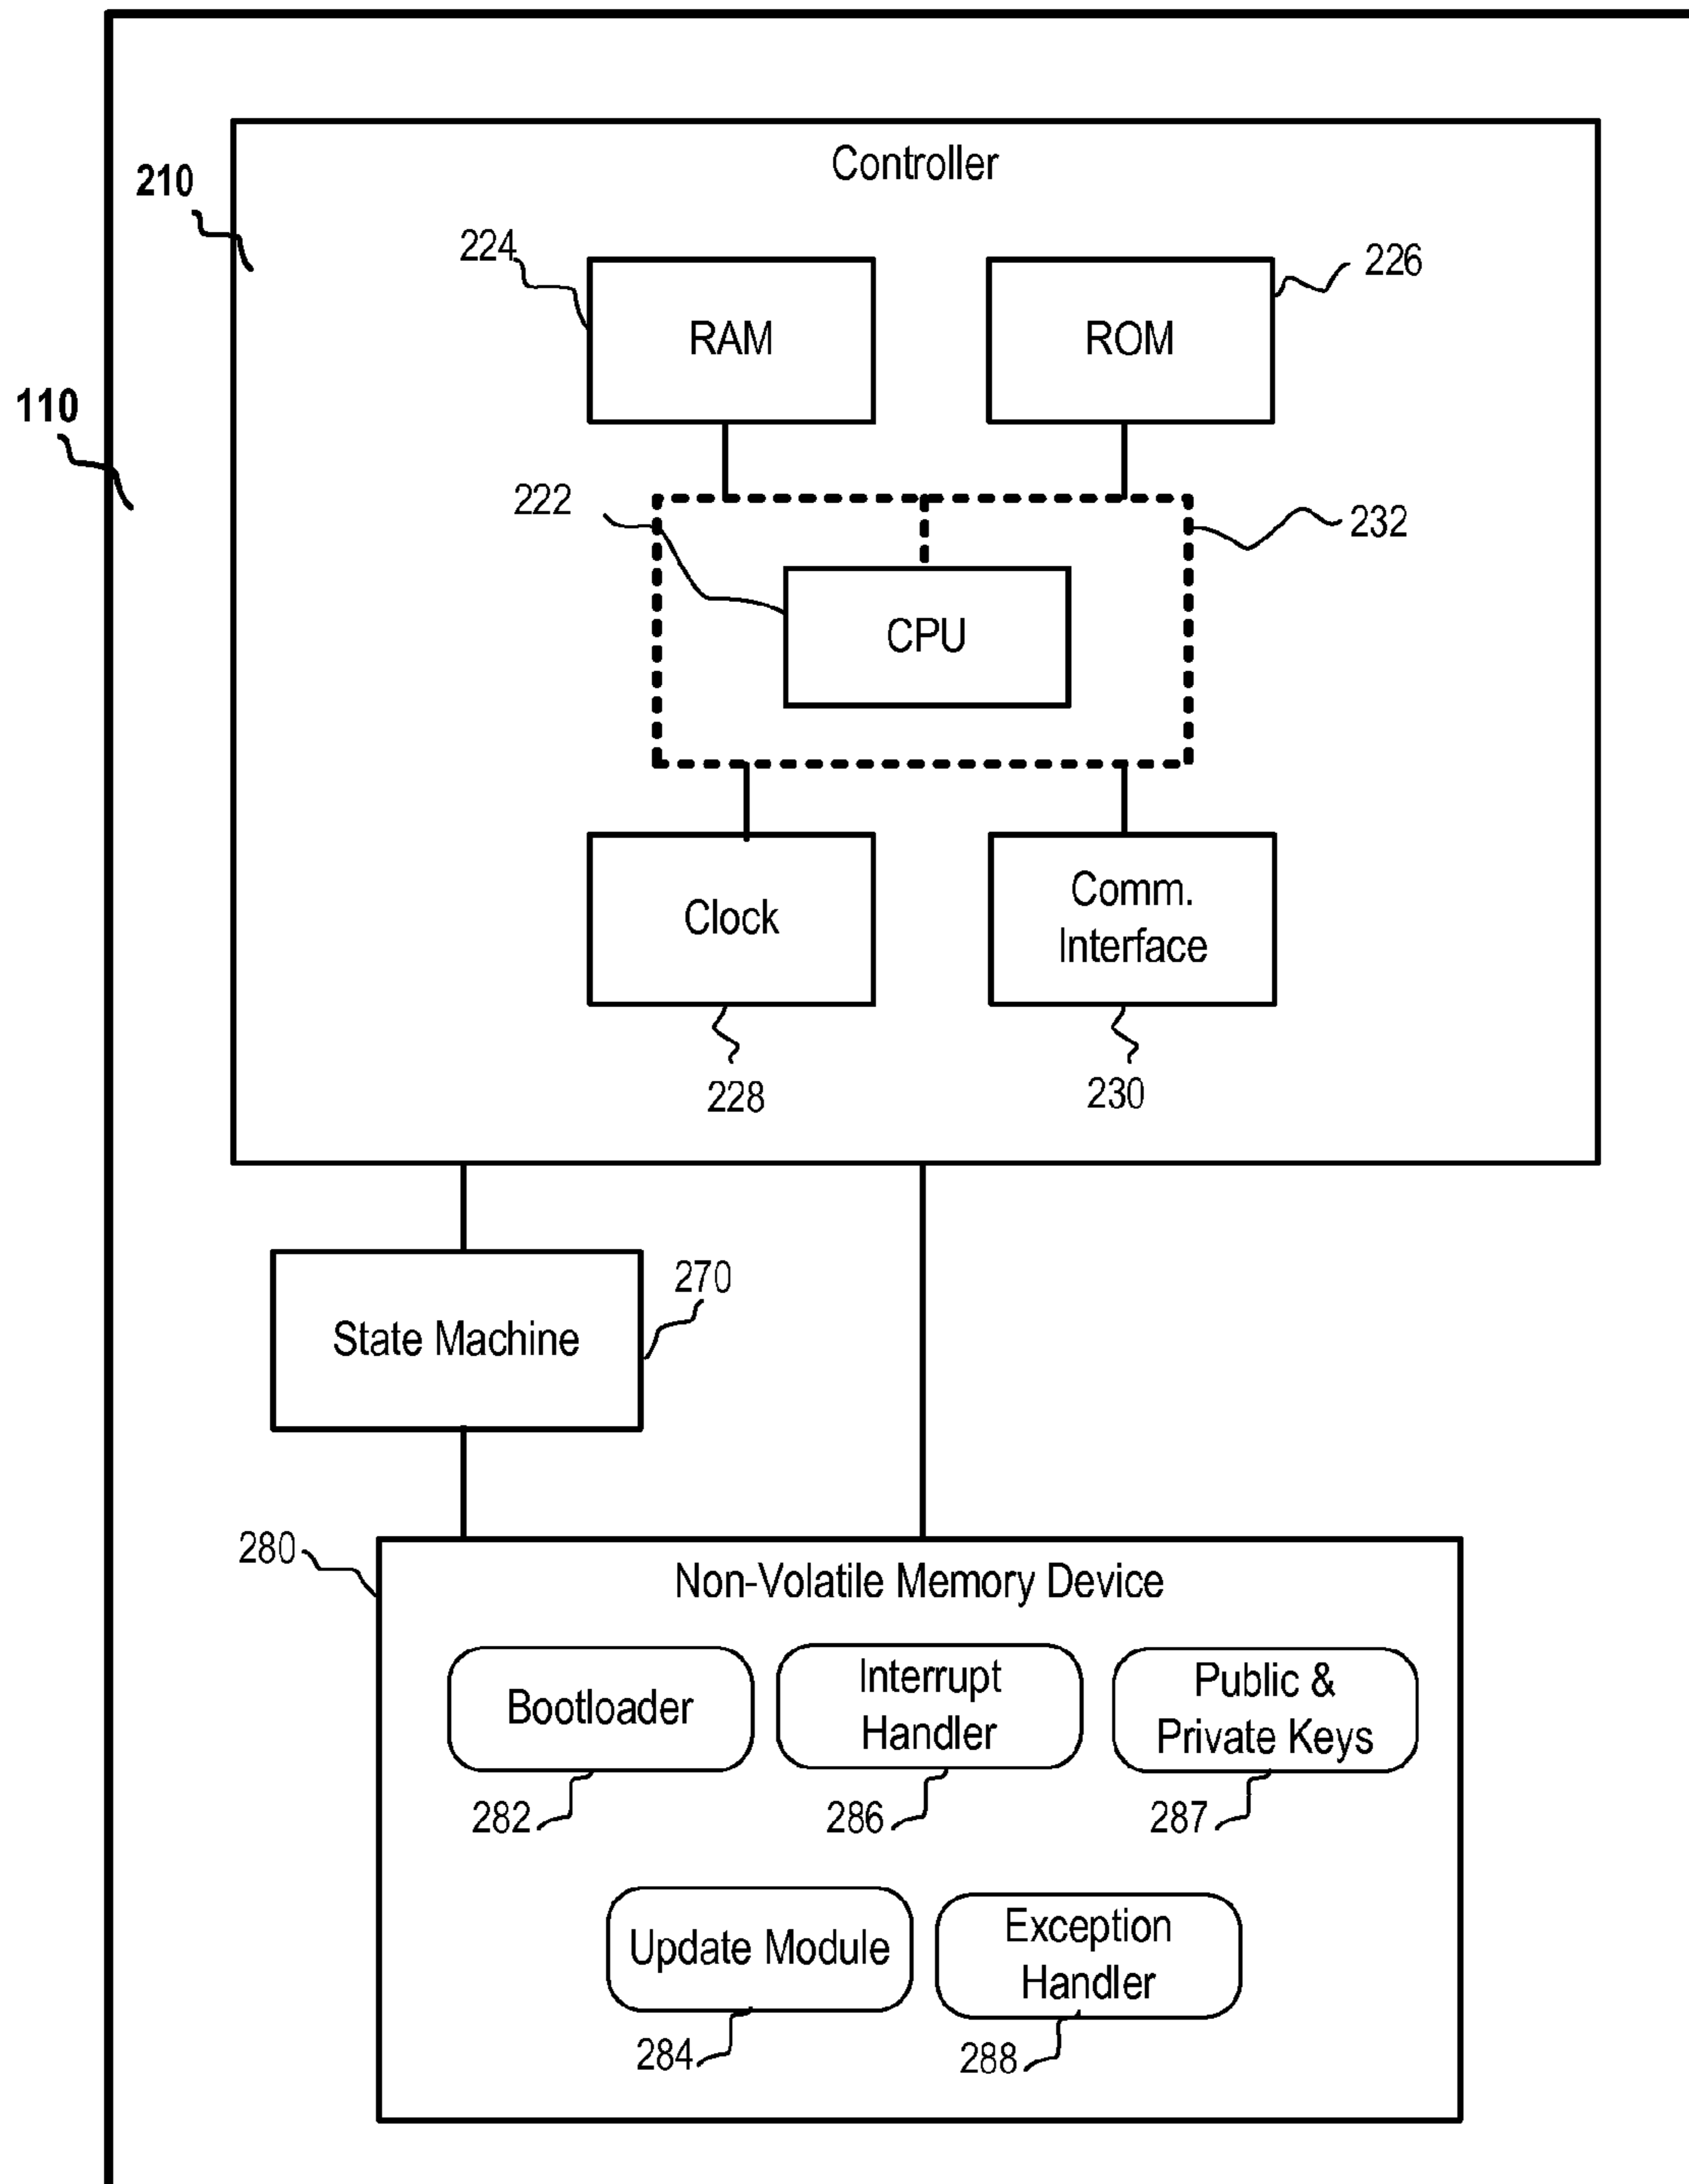 Controller
210
224
226
RAM
ROM
110
222
232
CPU
Clock
Comm.
Interface
228
230
270
State Machine
280
Non-Volatile Memory Device
Bootloader
Interrupt
Handler
Public &
Private Keys
282
286
287
Update Module
Exception
Handler
284
288